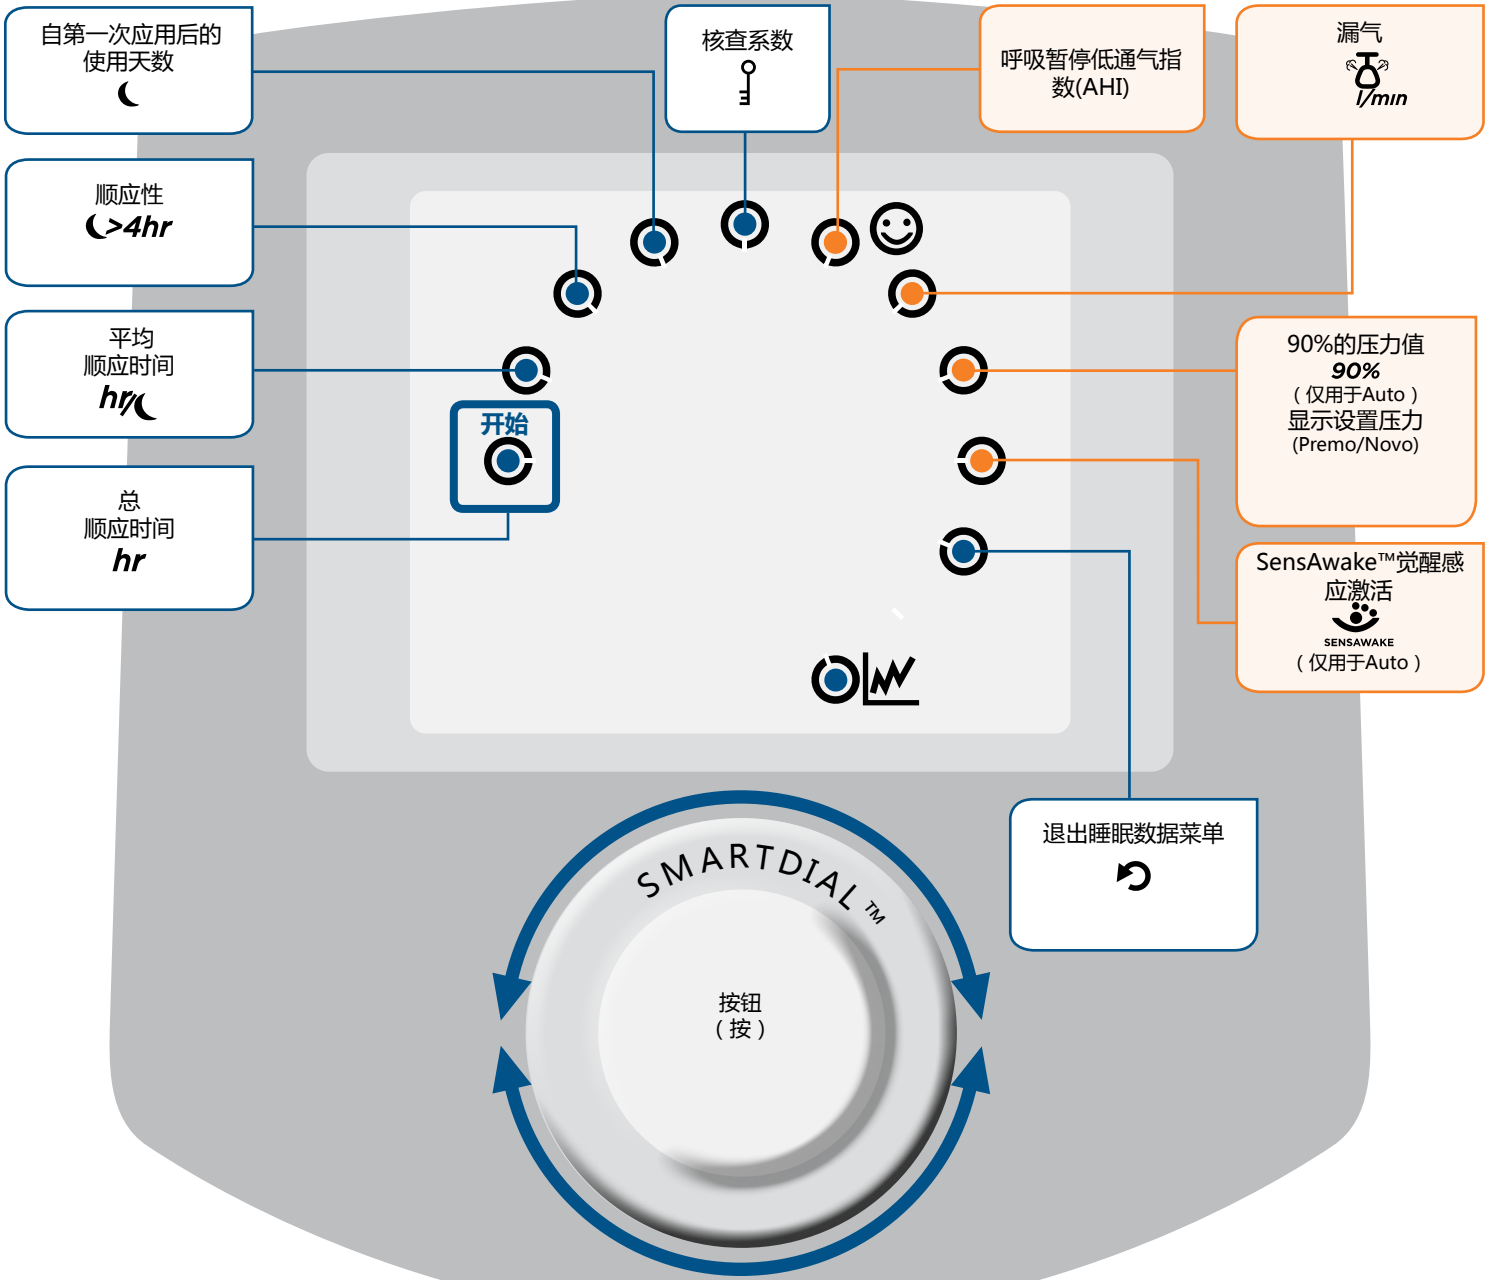 自第一次应用后的
使用天数
核查系数
呼吸暂停低通气指
数(AHI)
漏气
l/min
顺应性
>4hr
平均
顺应时间
hr/
开始
总
顺应时间
hr
90%的压力值
90%
（仅用于Auto）
显示设置压力
(Premo/Novo)
SensAwake™觉醒感
应激活
SENSAWAKE
（仅用于Auto）
退出睡眠数据菜单
SMARTDIAL™
按钮
（按）